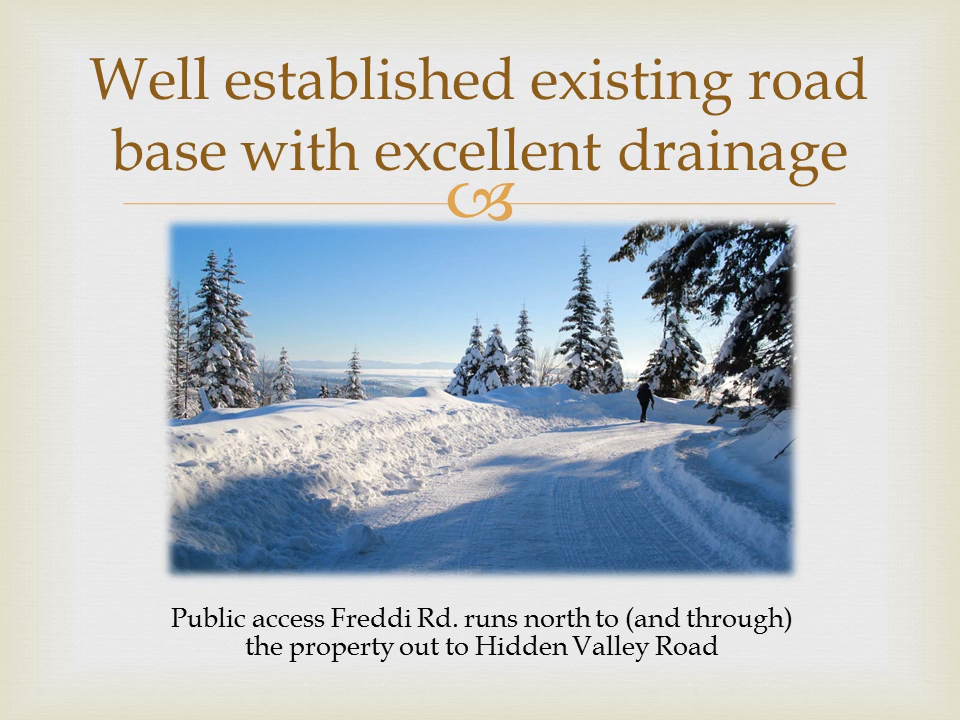 Well established existing road
base with excellent drainage
Public access Freddi Rd. runs north to (and through)
the property out to Hidden Valley Road